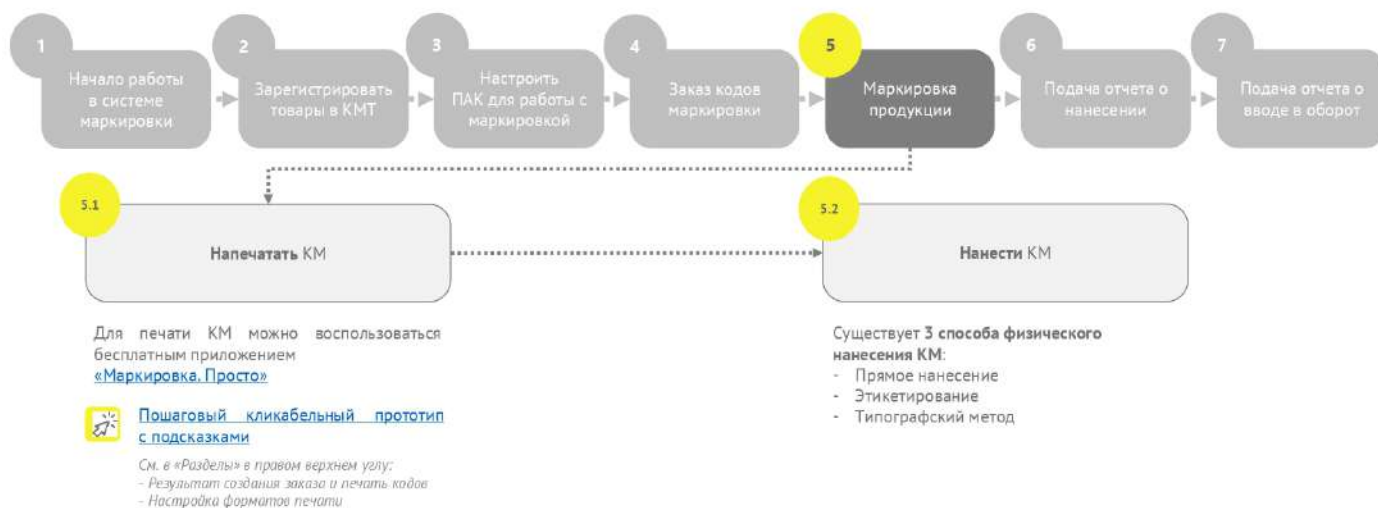 1
Начало работы
в системе
маркировки
2
Зарегистрировать
товары в КМТ
3
Настроить
ПАК для работы с
маркировкой
4
Заказ кодов
маркировки
5
Маркировка
продукции
6
Подача отчета о
нанесении
7
Подача отчета о
вводе в оборот
5.1
Напечатать КМ
5.2
Нанести КМ
Для печати КМ можно воспользоваться
бесплатным приложением
«Маркировка. Просто»
Пошаговый кликабельный прототип
с подсказками
См. в «Разделы» в правом верхнем углу:
- Результат создания заказа и печать кодов
- Настройка форматов печати
Существует 3 способа физического
нанесения КМ:
- Прямое нанесение
- Этикетирование
- Типографский метод